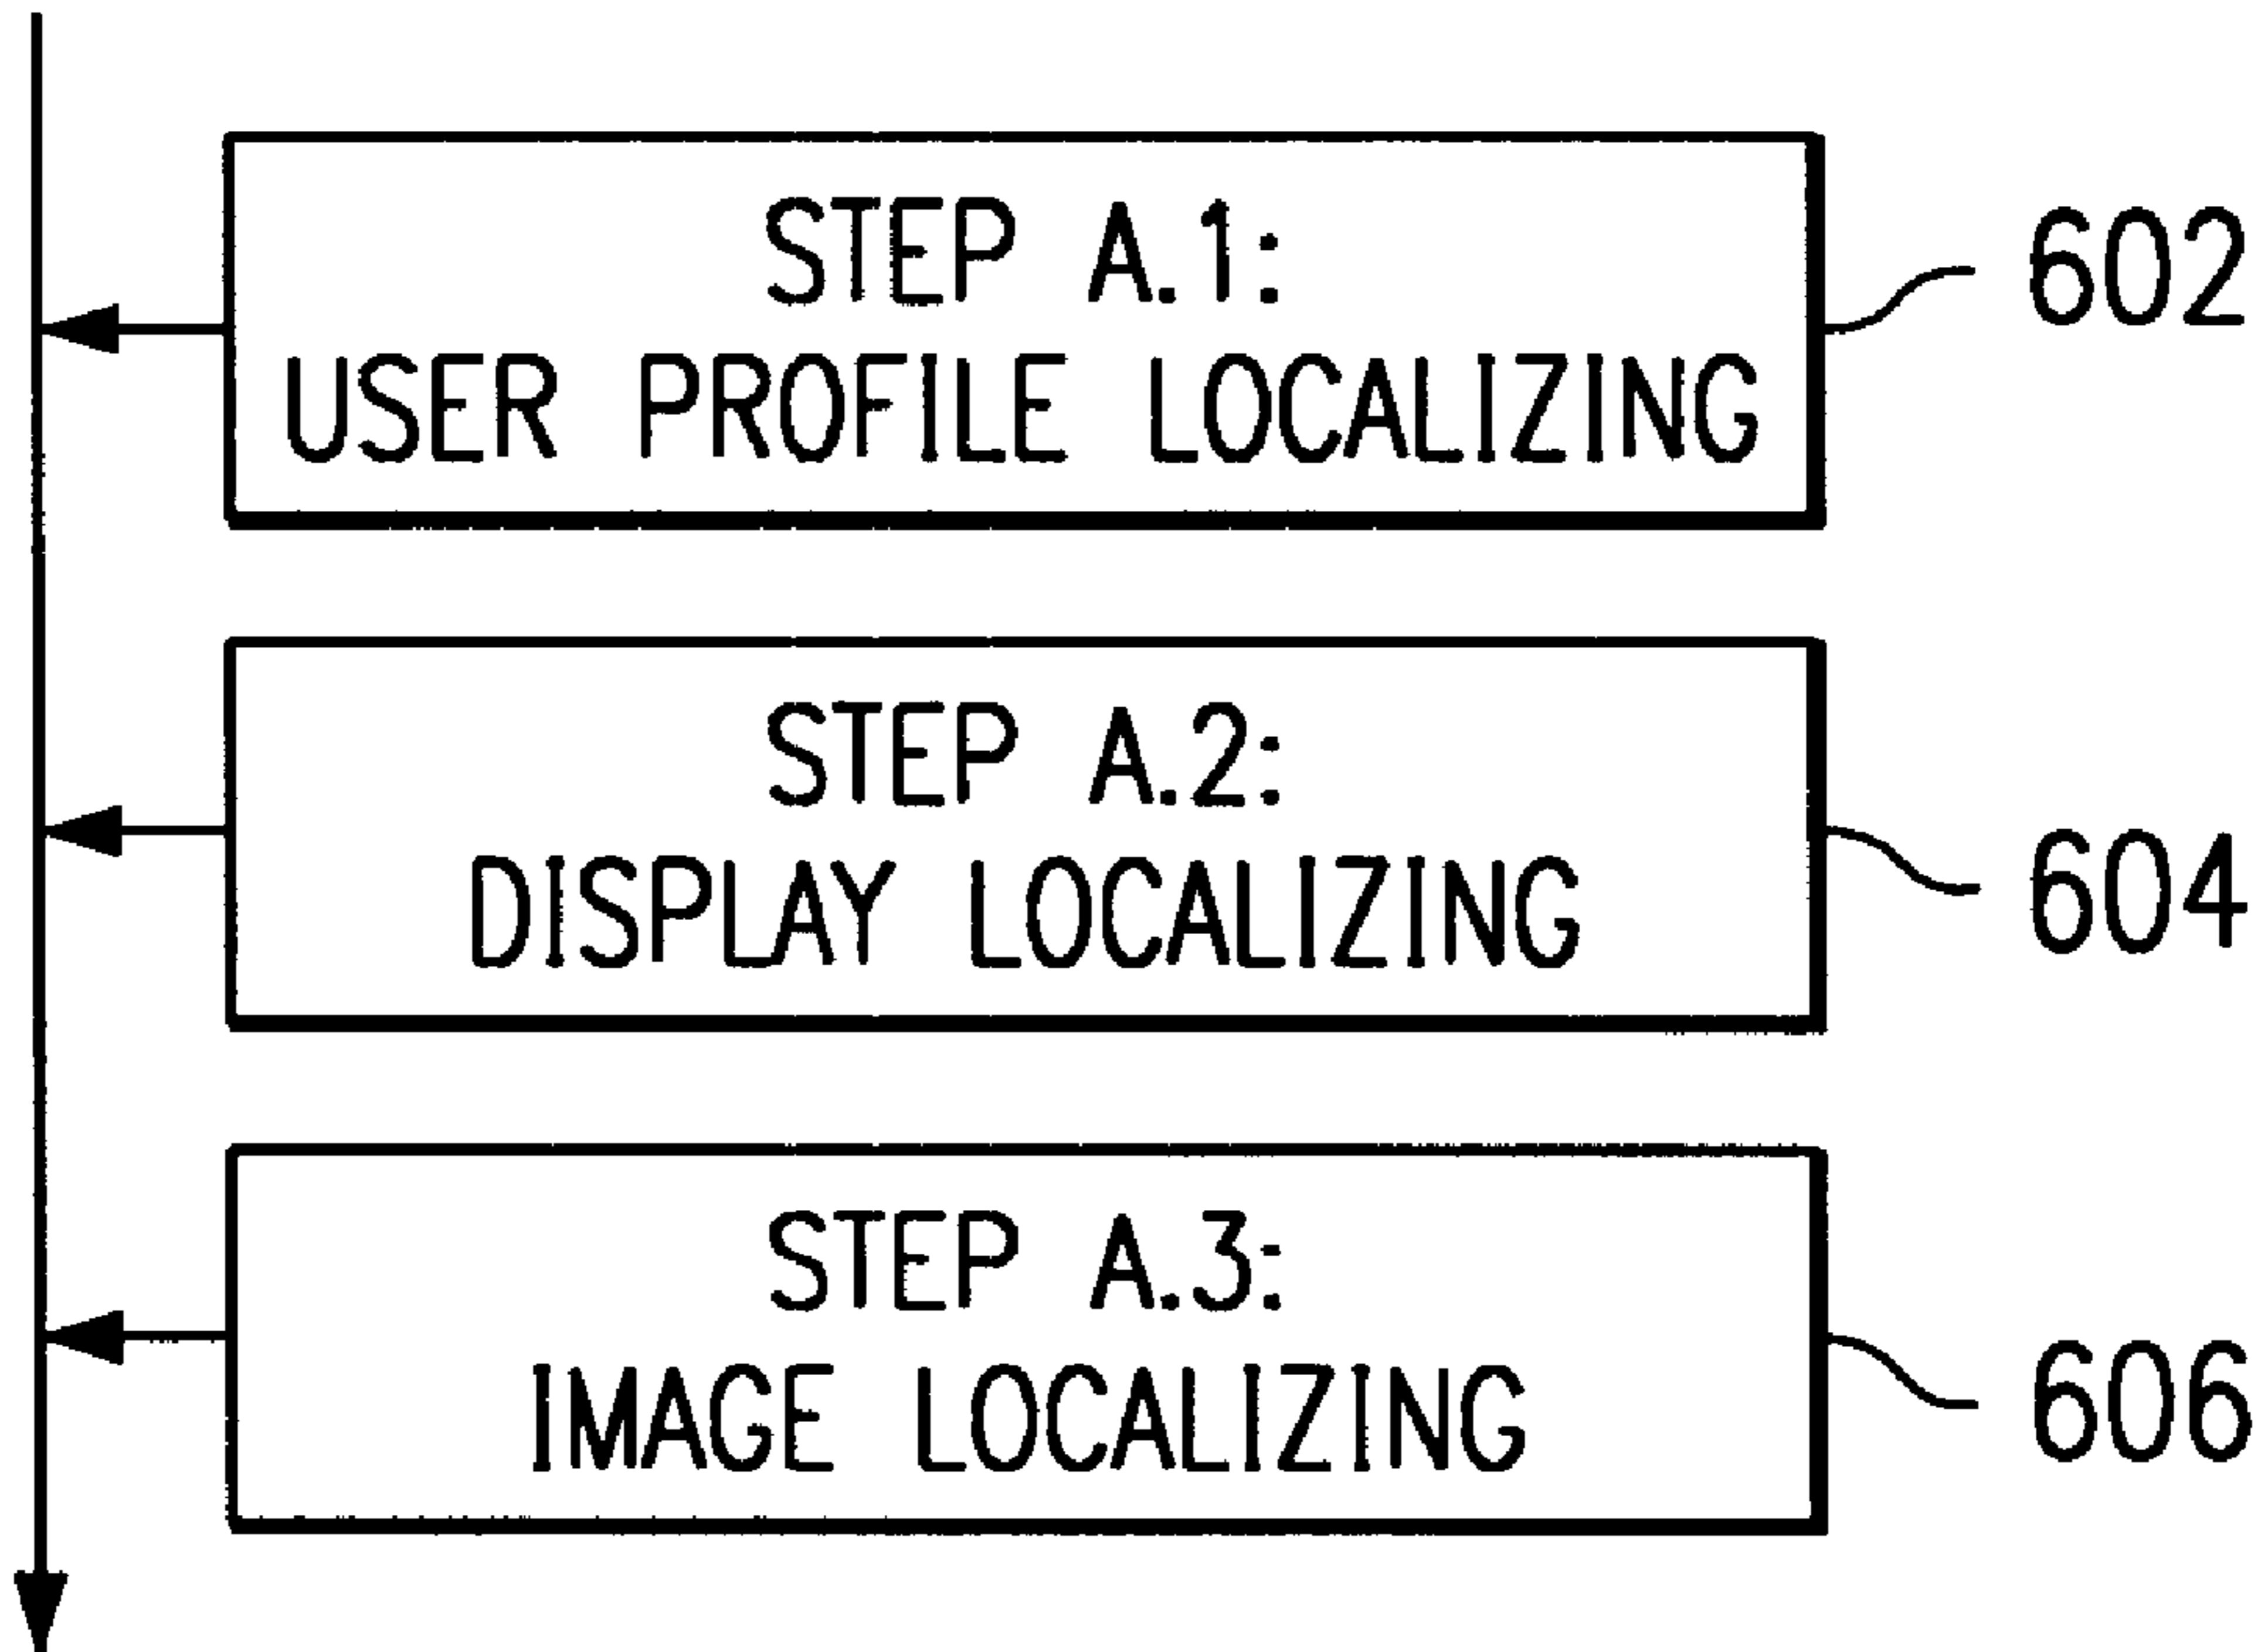 STEP A.1:
USER PROFILE LOCALIZING
602
STEP A.2:
DISPLAY LOCALIZING
604
STEP A.3:
IMAGE LOCALIZING
606